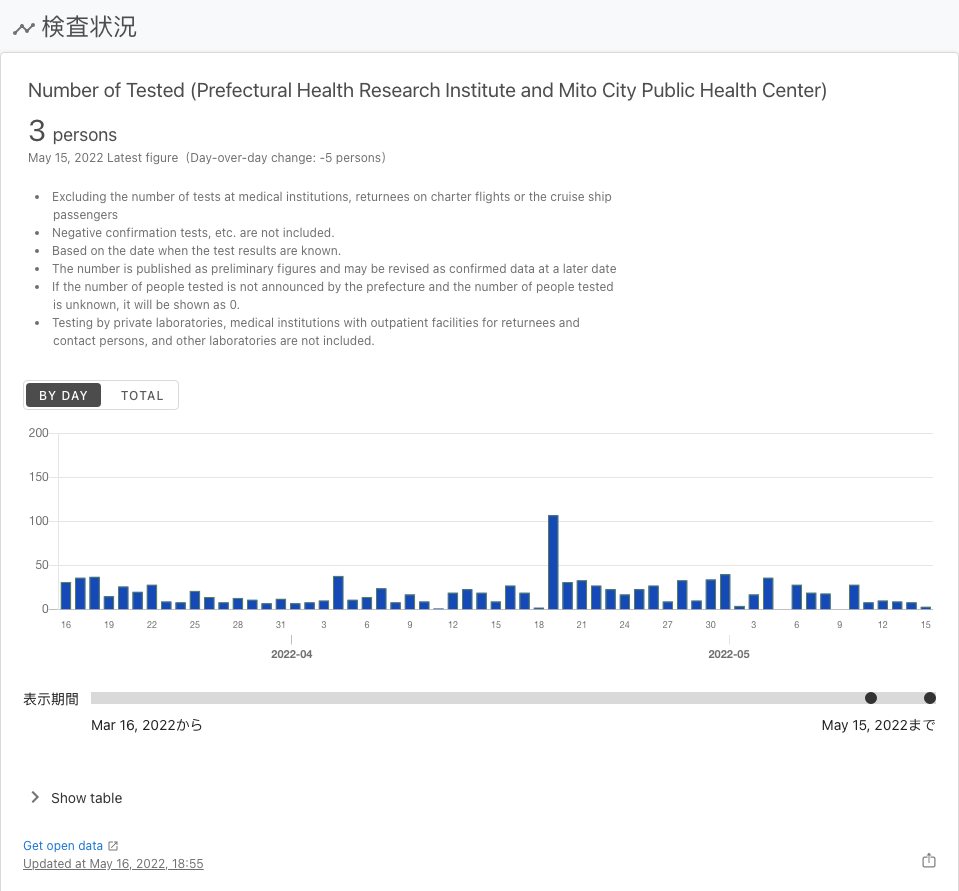 検査状況
Number of Tested (Prefectural Health Research Institute and Mito City Public Health Center)
3 persons
May 15, 2022 Latest figure (Day-over-day change: -5 persons)
• Excluding the number of tests at medical institutions, returnees on charter flights or the cruise ship
passengers
• Negative confirmation tests, etc. are not included.
• Based on the date when the test results are known.
• The number is published as preliminary figures and may be revised as confirmed data at a later date
• If the number of people tested is not announced by the prefecture and the number of people tested
is unknown, it will be shown as 0.
• Testing by private laboratories, medical institutions with outpatient facilities for returnees and
contact persons, and other laboratories are not included.
BY DAY TOTAL
200
150
100
50
0
16 19 22 25 28 31 3 6 9 12 15 18 21 24 27 30 3 6 9 12 15
2022-04 2022-05
表示期間
Mar 16, 2022から May 15, 2022まで
Show table
Get open data
Updated at May 16, 2022, 18:55